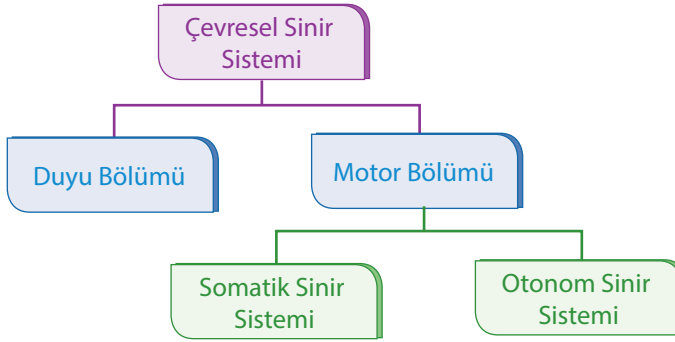 Çevresel Sinir
Sistemi
Duyu Bölümü
Motor Bölümü
Somatik Sinir
Sistemi
Otonom Sinir
Sistemi